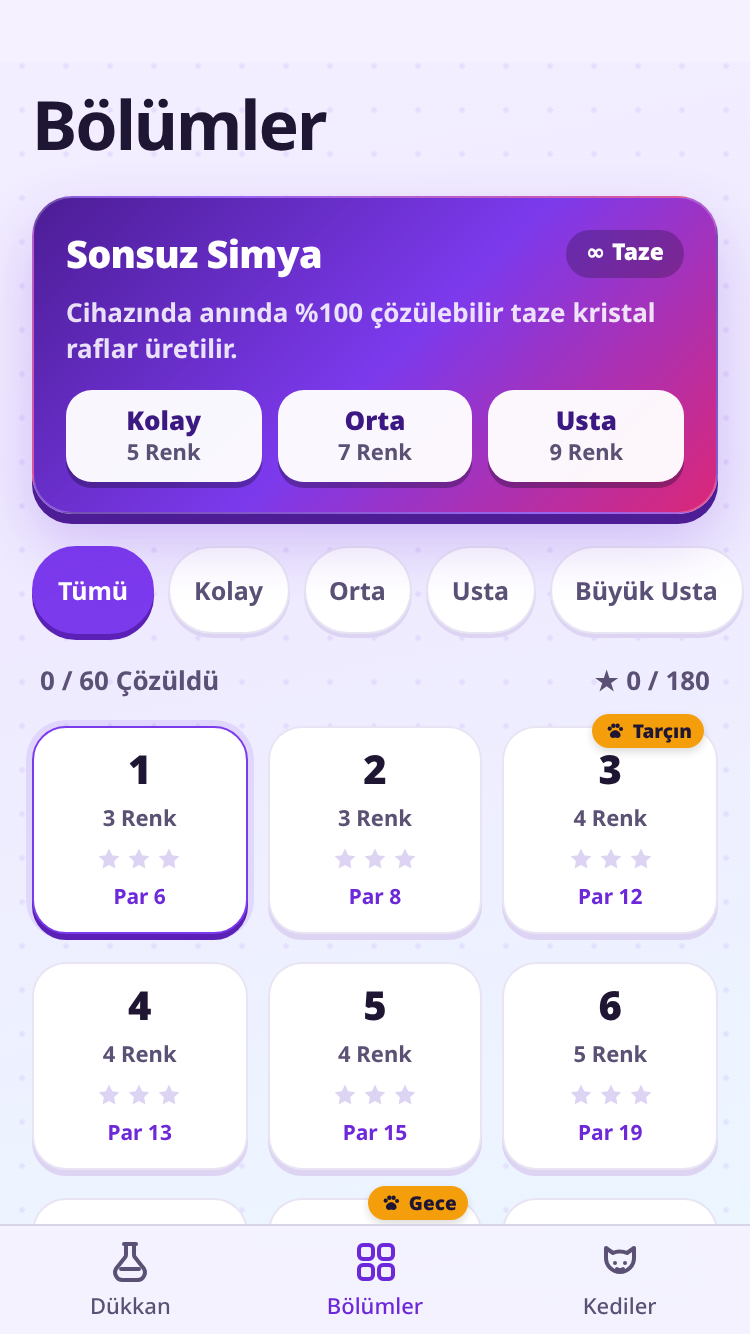 Bölümler
Sonsuz Simya
∞ Taze
Cihazında anında %100 çözülebilir taze kristal
raflar üretilir.
Kolay
5 Renk
Orta
7 Renk
Usta
9 Renk
Tümü
Kolay
Orta
Usta
Büyük Usta
0 / 60 Çözüldü
★ 0 / 180
1
3 Renk
Par 6
2
3 Renk
Par 8
Tarçın
3
4 Renk
Par 12
4
4 Renk
Par 13
5
4 Renk
Par 15
6
5 Renk
Par 19
Gece
Dükkan
Bölümler
Kediler